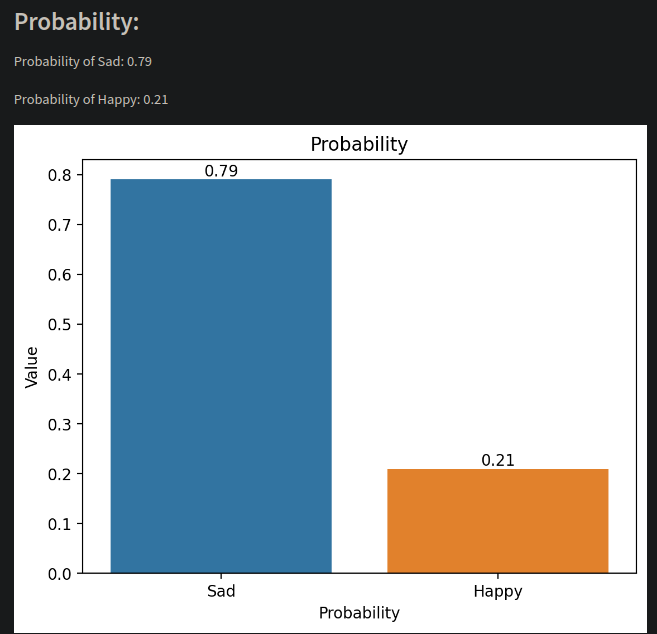 Probability:
Probability of Sad: 0.79
Probability of Happy: 0.21
Probability
0.79
0.8
0.7
0.6
0.5
0.4
0.3
0.21
0.2
0.1
0.0
Value
Sad
Happy
Probability